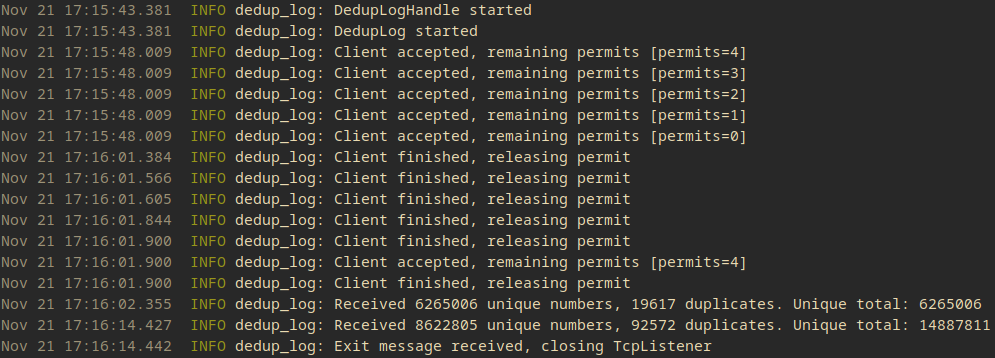 Nov 21 17:15:43.381  INFO dedup_log: DedupLogHandle started
Nov 21 17:15:43.381  INFO dedup_log: DedupLog started
Nov 21 17:15:48.009  INFO dedup_log: Client accepted, remaining permits [permits=4]
Nov 21 17:15:48.009  INFO dedup_log: Client accepted, remaining permits [permits=3]
Nov 21 17:15:48.009  INFO dedup_log: Client accepted, remaining permits [permits=2]
Nov 21 17:15:48.009  INFO dedup_log: Client accepted, remaining permits [permits=1]
Nov 21 17:15:48.009  INFO dedup_log: Client accepted, remaining permits [permits=0]
Nov 21 17:16:01.384  INFO dedup_log: Client finished, releasing permit
Nov 21 17:16:01.566  INFO dedup_log: Client finished, releasing permit
Nov 21 17:16:01.605  INFO dedup_log: Client finished, releasing permit
Nov 21 17:16:01.844  INFO dedup_log: Client finished, releasing permit
Nov 21 17:16:01.900  INFO dedup_log: Client finished, releasing permit
Nov 21 17:16:01.900  INFO dedup_log: Client accepted, remaining permits [permits=4]
Nov 21 17:16:01.900  INFO dedup_log: Client finished, releasing permit
Nov 21 17:16:02.355  INFO dedup_log: Received 6265006 unique numbers, 19617 duplicates. Unique total: 6265006
Nov 21 17:16:14.427  INFO dedup_log: Received 8622805 unique numbers, 92572 duplicates. Unique total: 14887811
Nov 21 17:16:14.442  INFO dedup_log: Exit message received, closing TcpListener